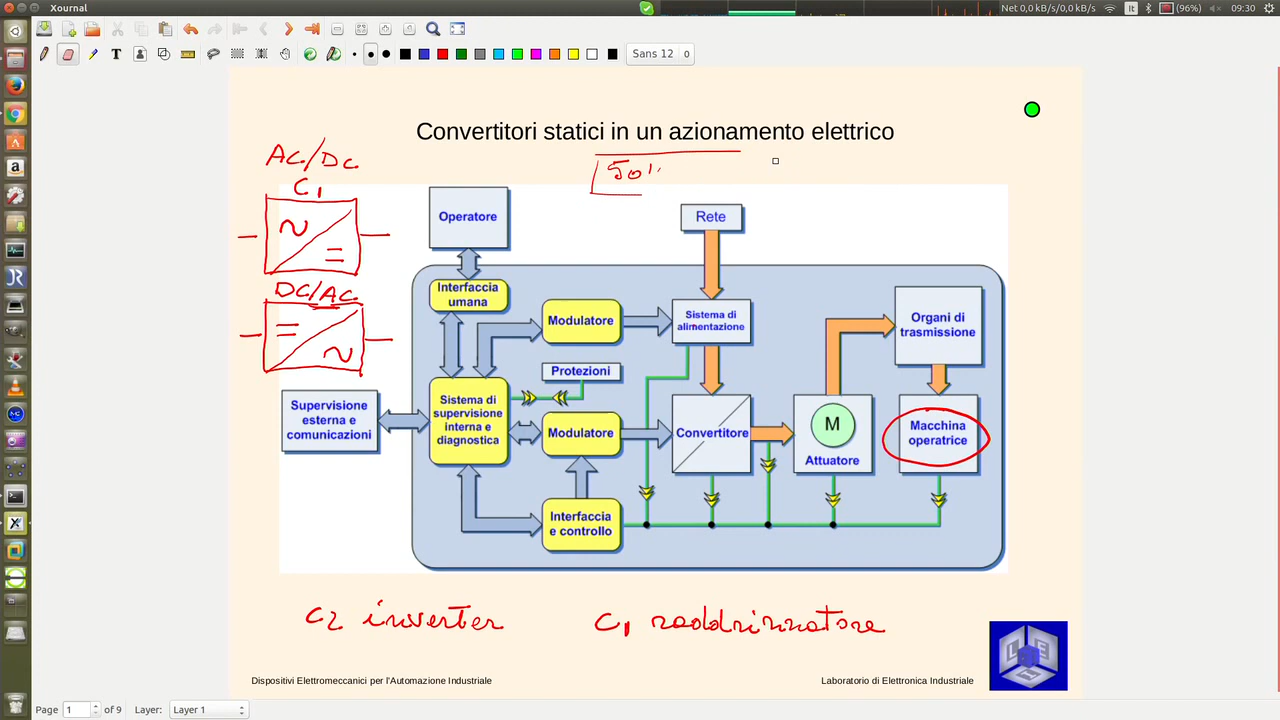 Xournal
Net 0,0 kB/s/0,0 kB/s
It
(96%)
09:30
Sans 12
Convertitori statici in un azionamento elettrico
AC/DC
C1
DC/AC
Operatore
Rete
Interfaccia
umana
Modulatore
Sistema di
alimentazione
Organi di
trasmissione
Protezioni
Supervisione
esterna e
comunicazioni
Sistema di
supervisione
interna e
diagnostica
Modulatore
Convertitore
M
Attuatore
Macchina
operatrice
Interfaccia
e controllo
C2 inverter
C1 raddrizzatore
Dispositivi Elettromeccanici per l'Automazione Industriale
Laboratorio di Elettronica Industriale
Page 1 of 9 Layer: Layer 1